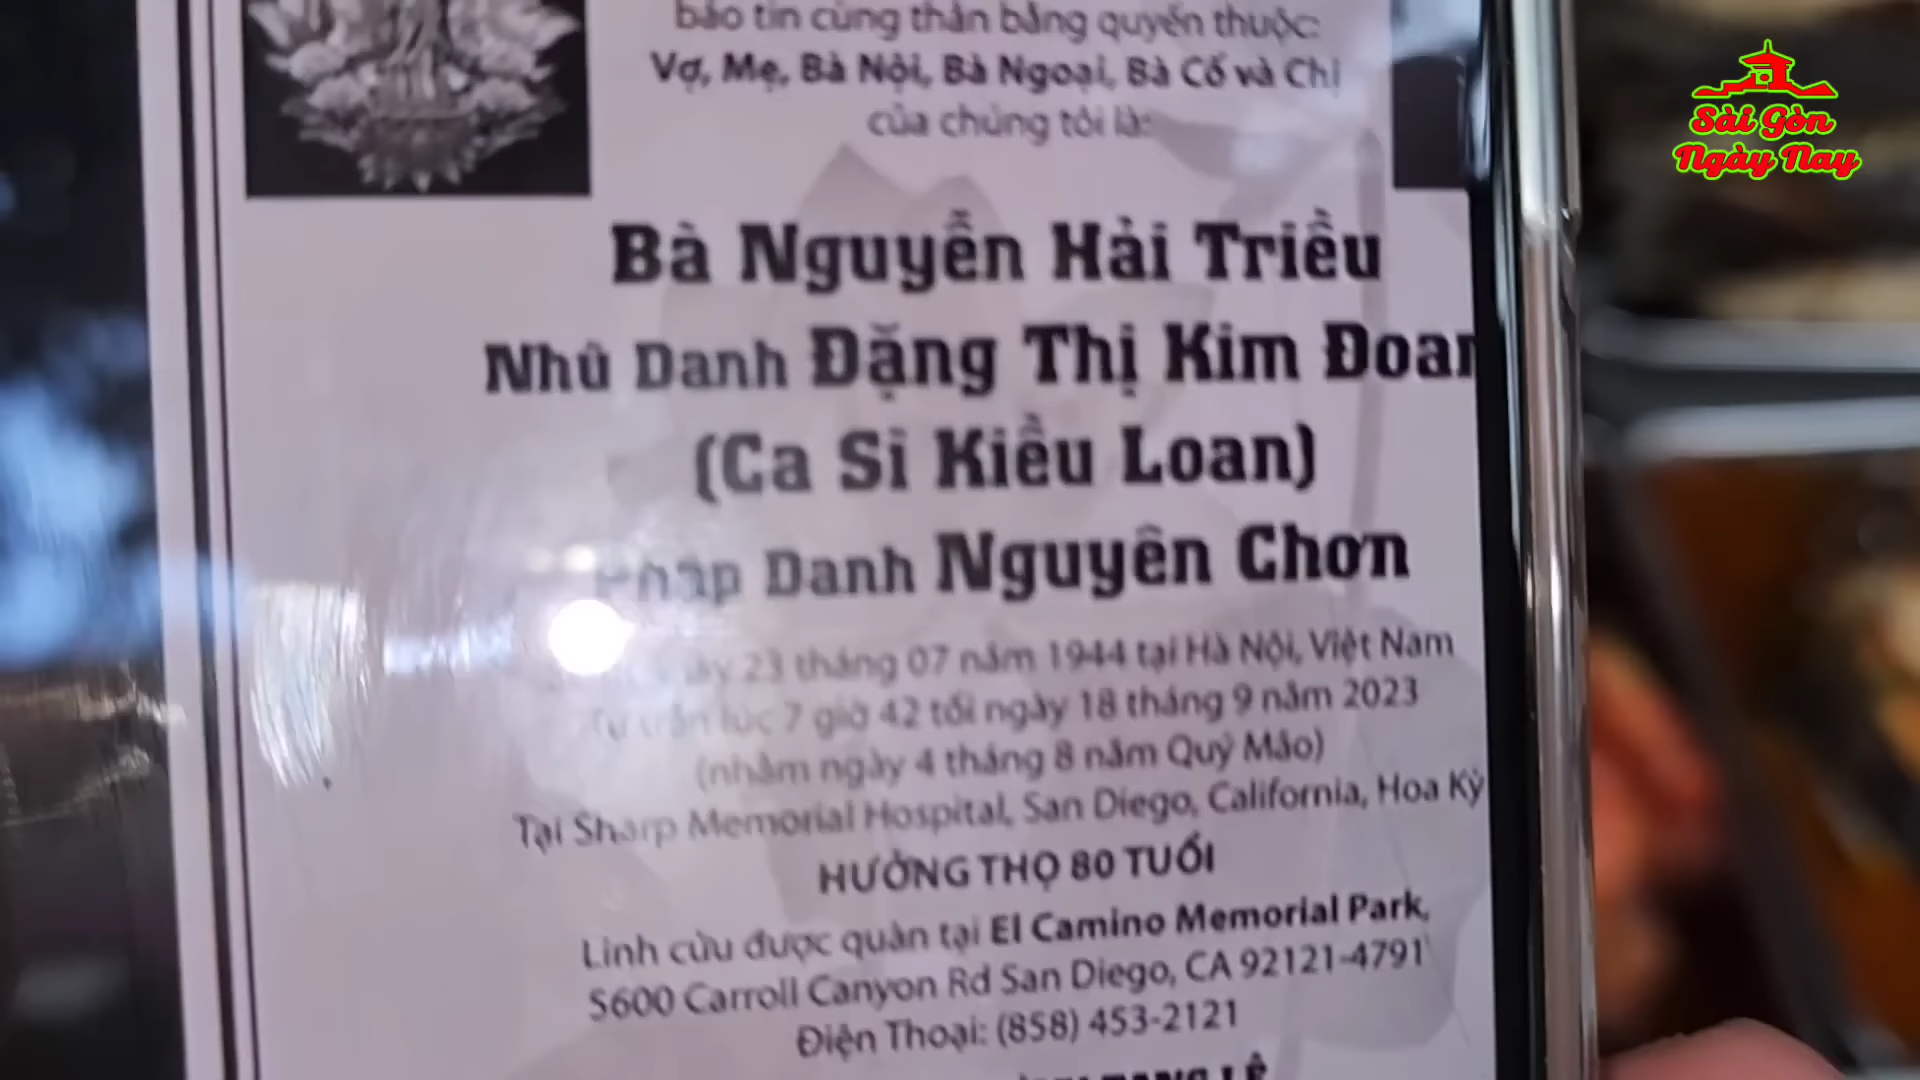 báo tin cùng thân bằng quyến thuộc:
Vợ, Mẹ, Bà Nội, Bà Ngoại, Bà Cố và Chị
của chúng tôi là:
Bà Nguyễn Hải Triều
Nhũ Danh Đặng Thị Kim Đoan
(Ca Sĩ Kiều Loan)
Pháp Danh Nguyên Chơn
23 tháng 07 năm 1944 tại Hà Nội, Việt Nam
lúc 7 giờ 42 tối ngày 18 tháng 9 năm 2023
(nhằm ngày 4 tháng 8 năm Quý Mão)
Tại Sharp Memorial Hospital, San Diego, California, Hoa Kỳ
HƯỞNG THỌ 80 TUỔI
Linh cửu được quàn tại El Camino Memorial Park,
5600 Carroll Canyon Rd San Diego, CA 92121-4791
Điện Thoại: (858) 453-2121
Sài Gòn
Ngày Nay